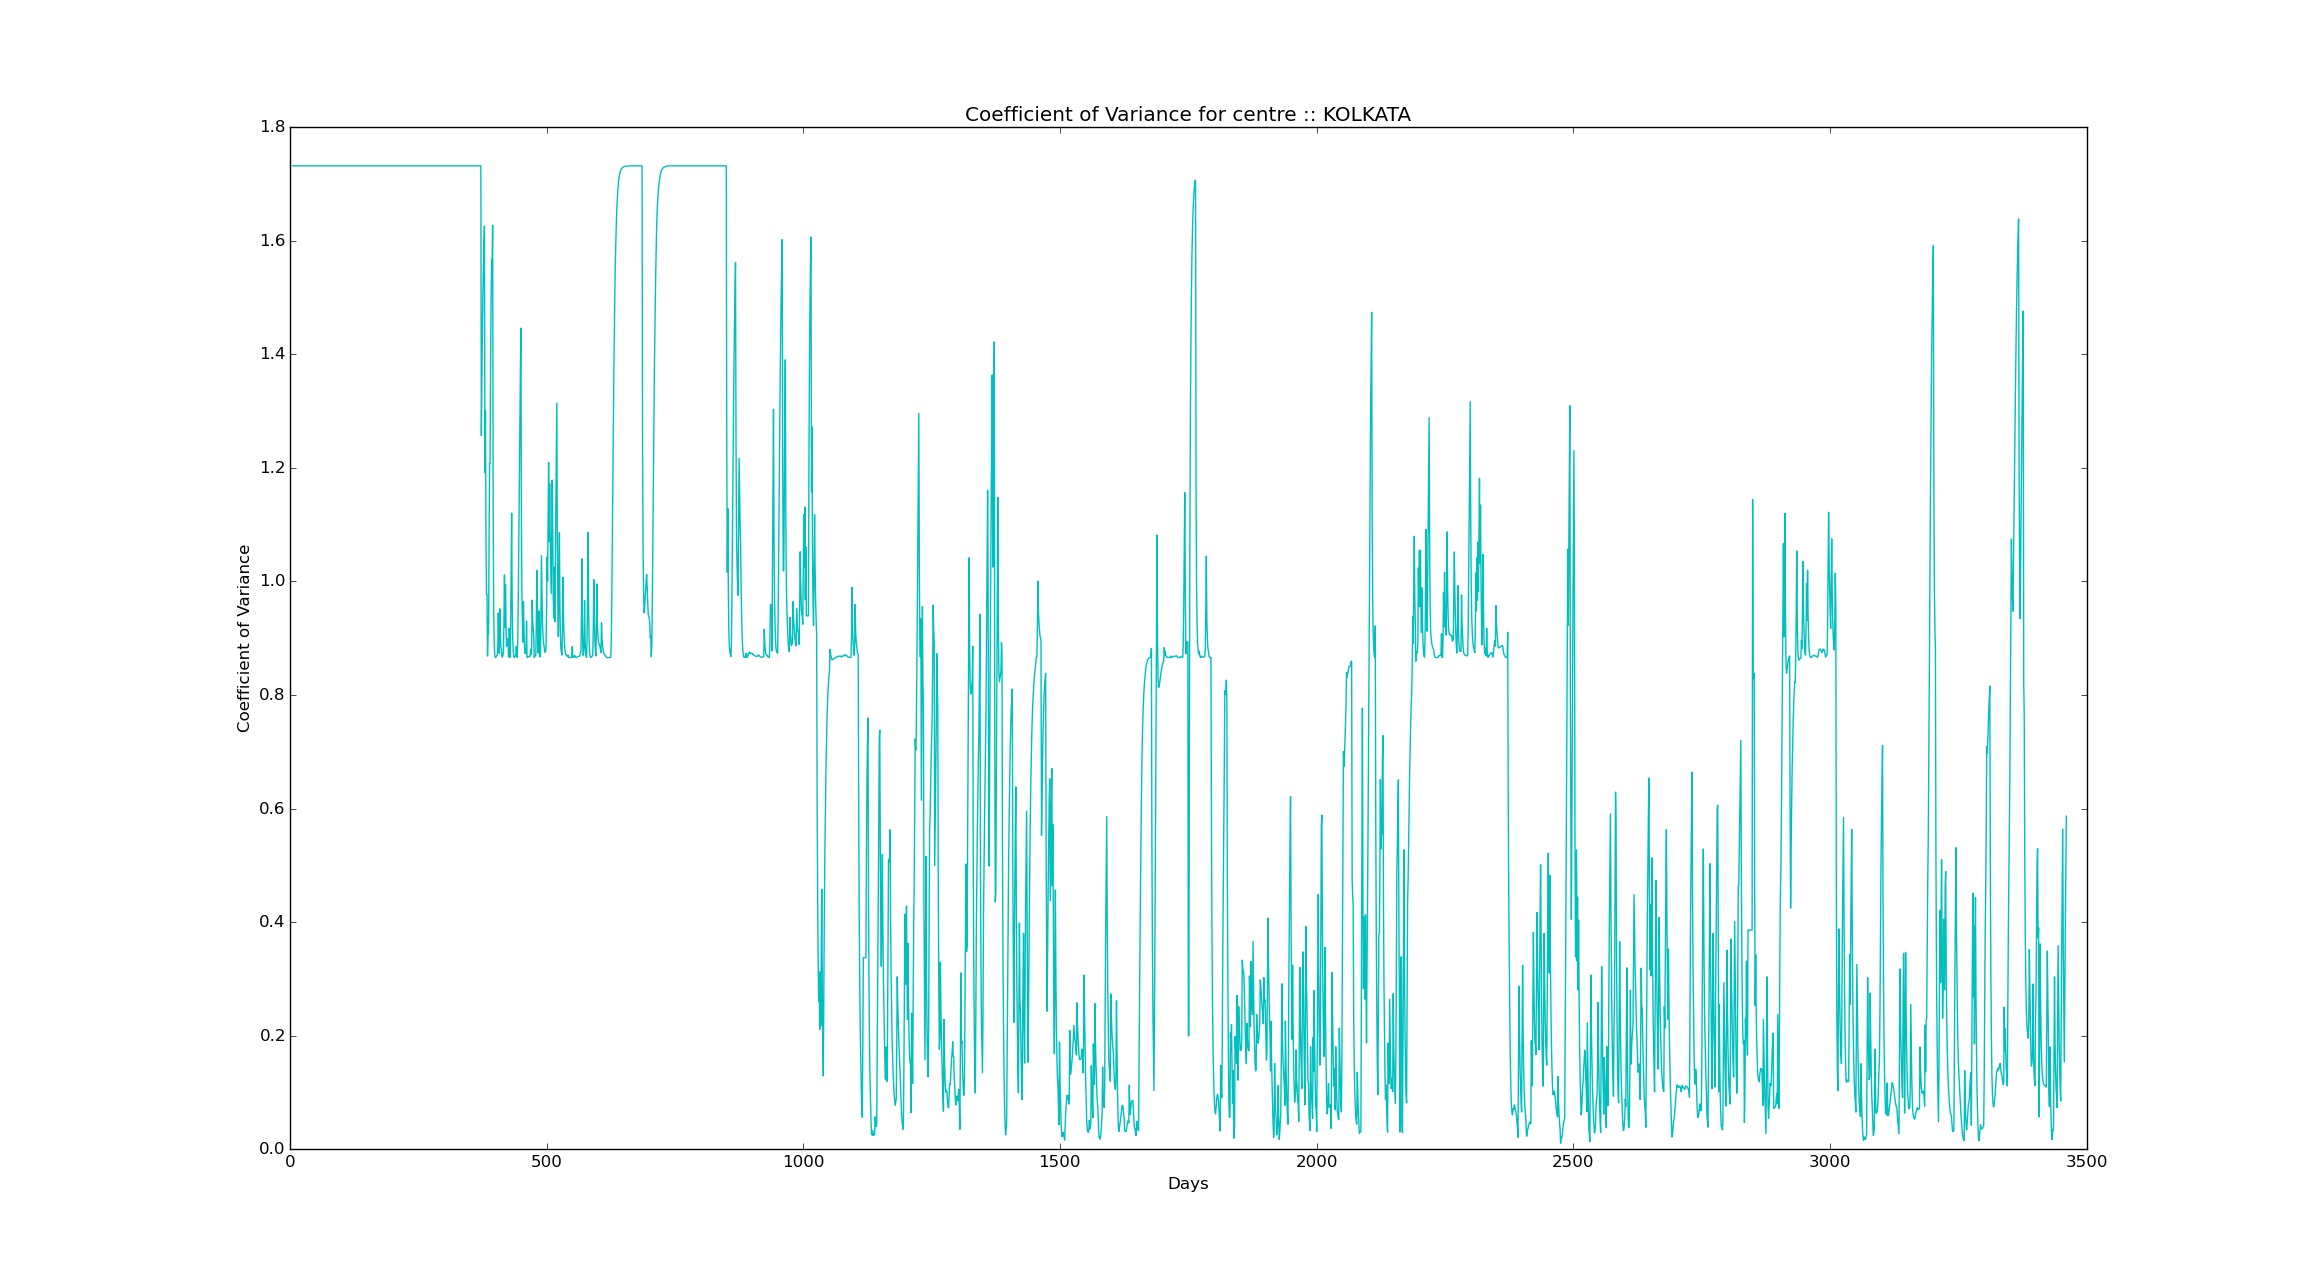 Coefficient of Variance for centre :: KOLKATA
1.8
1.6
1.4
1.2
1.0
0.8
0.6
0.4
0.2
0.0
Coefficient of Variance
0 500 1000 1500 2000 2500 3000 3500
Days